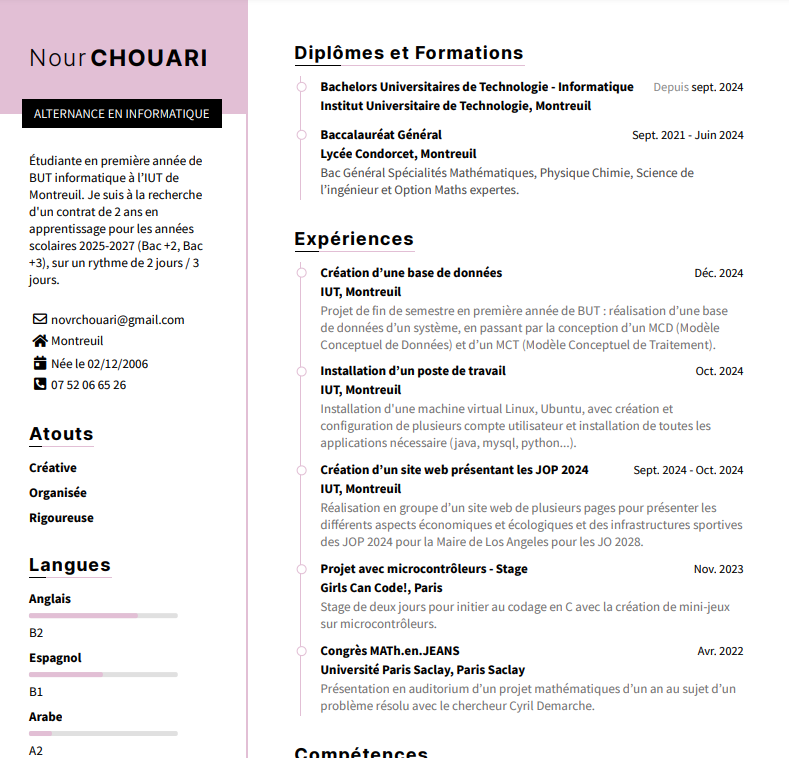 Nour CHOUARI
ALTERNANCE EN INFORMATIQUE
Étudiante en première année de
BUT informatique à l'IUT de
Montreuil. Je suis à la recherche
d'un contrat de 2 ans en
apprentissage pour les années
scolaires 2025-2027 (Bac +2, Bac
+3), sur un rythme de 2 jours / 3
jours.
novrchouari@gmail.com
Montreuil
Née le 02/12/2006
07 52 06 65 26
Atouts
Créative
Organisée
Rigoureuse
Langues
Anglais
B2
Espagnol
B1
Arabe
A2
Diplômes et Formations
Bachelors Universitaires de Technologie - Informatique Depuis sept. 2024
Institut Universitaire de Technologie, Montreuil
Baccalauréat Général Sept. 2021 - Juin 2024
Lycée Condorcet, Montreuil
Bac Général Spécialités Mathématiques, Physique Chimie, Science de
l'ingénieur et Option Maths expertes.
Expériences
Création d'une base de données Déc. 2024
IUT, Montreuil
Projet de fin de semestre en première année de BUT : réalisation d'une base
de données d'un système, en passant par la conception d'un MCD (Modèle
Conceptuel de Données) et d'un MCT (Modèle Conceptuel de Traitement).
Installation d'un poste de travail Oct. 2024
IUT, Montreuil
Installation d'une machine virtual Linux, Ubuntu, avec création et
configuration de plusieurs compte utilisateur et installation de toutes les
applications nécessaire (java, mysql, python...).
Création d'un site web présentant les JOP 2024 Sept. 2024 - Oct. 2024
IUT, Montreuil
Réalisation en groupe d'un site web de plusieurs pages pour présenter les
différents aspects économiques et écologiques et des infrastructures sportives
des JOP 2024 pour la Maire de Los Angeles pour les JO 2028.
Projet avec microcontrôleurs - Stage Nov. 2023
Girls Can Code!, Paris
Stage de deux jours pour initier au codage en C avec la création de mini-jeux
sur microcontrôleurs.
Congrès MATh.en.JEANS Avr. 2022
Université Paris Saclay, Paris Saclay
Présentation en auditorium d'un projet mathématiques d'un an au sujet d'un
problème résolu avec le chercheur Cyril Demarche.
Compétences